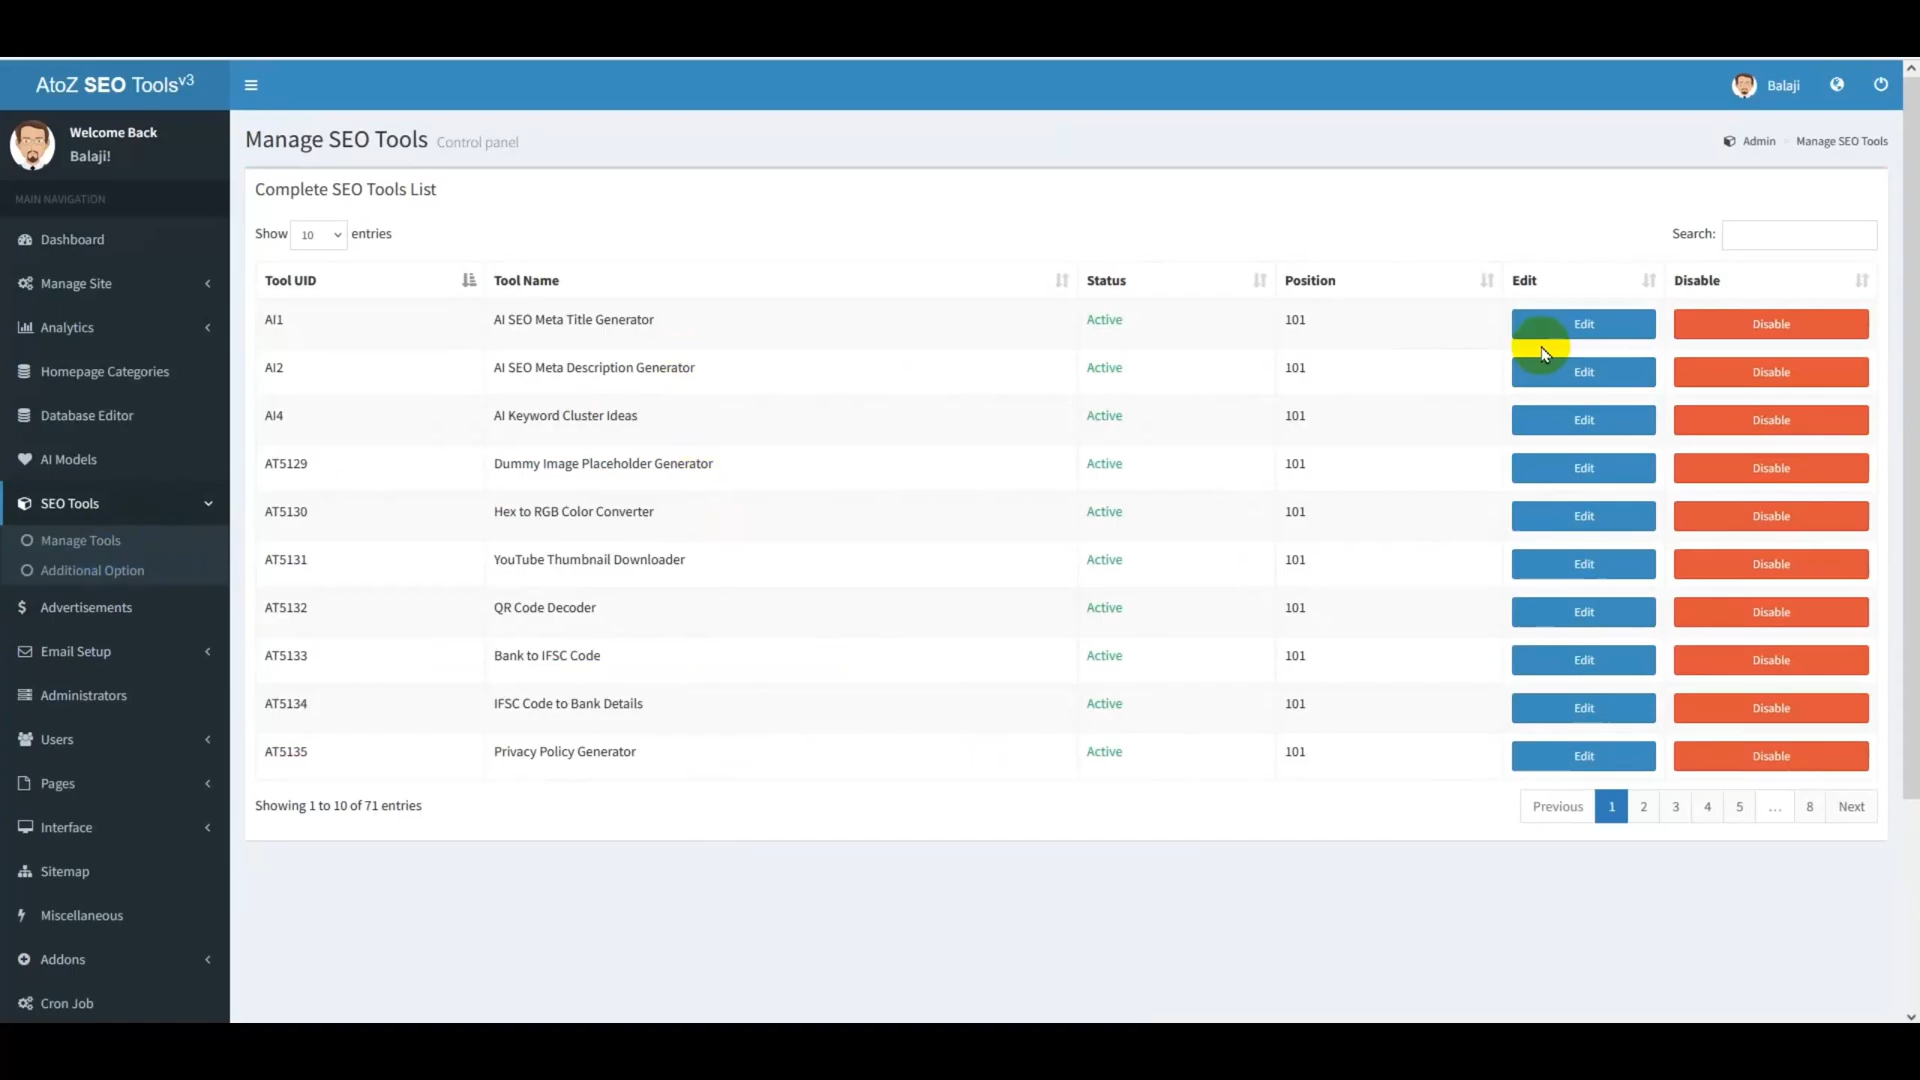 AtoZ SEO Tools v3
Balaji
Welcome Back
Balaji!
MAIN NAVIGATION
Dashboard
Manage Site
Analytics
Homepage Categories
Database Editor
AI Models
SEO Tools
Manage Tools
Additional Option
Advertisements
Email Setup
Administrators
Users
Pages
Interface
Sitemap
Miscellaneous
Addons
Cron Job
Manage SEO Tools Control panel
Admin Manage SEO Tools
Complete SEO Tools List
Show 10 entries
Search:
Tool UID Tool Name Status Position Edit Disable
AI1 AI SEO Meta Title Generator Active 101 Edit Disable
AI2 AI SEO Meta Description Generator Active 101 Edit Disable
AI4 AI Keyword Cluster Ideas Active 101 Edit Disable
AT5129 Dummy Image Placeholder Generator Active 101 Edit Disable
AT5130 Hex to RGB Color Converter Active 101 Edit Disable
AT5131 YouTube Thumbnail Downloader Active 101 Edit Disable
AT5132 QR Code Decoder Active 101 Edit Disable
AT5133 Bank to IFSC Code Active 101 Edit Disable
AT5134 IFSC Code to Bank Details Active 101 Edit Disable
AT5135 Privacy Policy Generator Active 101 Edit Disable
Showing 1 to 10 of 71 entries
Previous 1 2 3 4 5 ... 8 Next